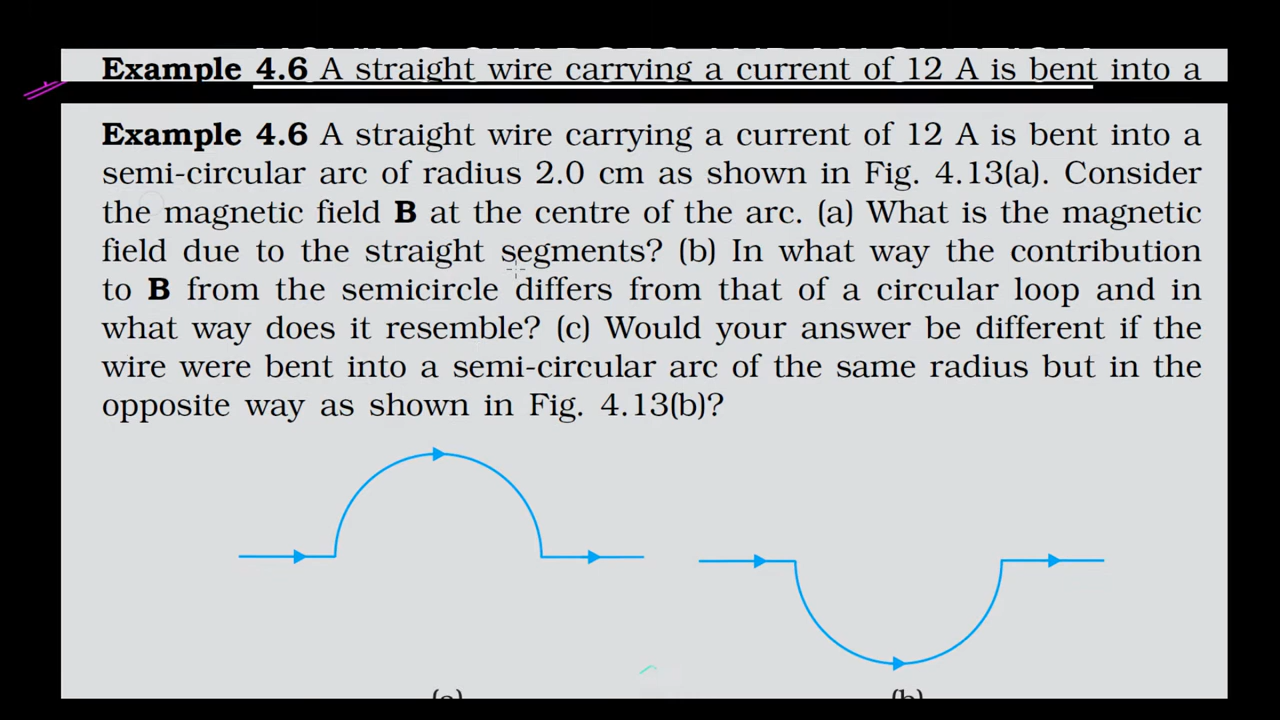 Example 4.6 A straight wire carrying a current of 12 A is bent into a
Example 4.6 A straight wire carrying a current of 12 A is bent into a
semi-circular arc of radius 2.0 cm as shown in Fig. 4.13(a). Consider
the magnetic field B at the centre of the arc. (a) What is the magnetic
field due to the straight segments? (b) In what way the contribution
to B from the semicircle differs from that of a circular loop and in
what way does it resemble? (c) Would your answer be different if the
wire were bent into a semi-circular arc of the same radius but in the
opposite way as shown in Fig. 4.13(b)?
(a) (b)